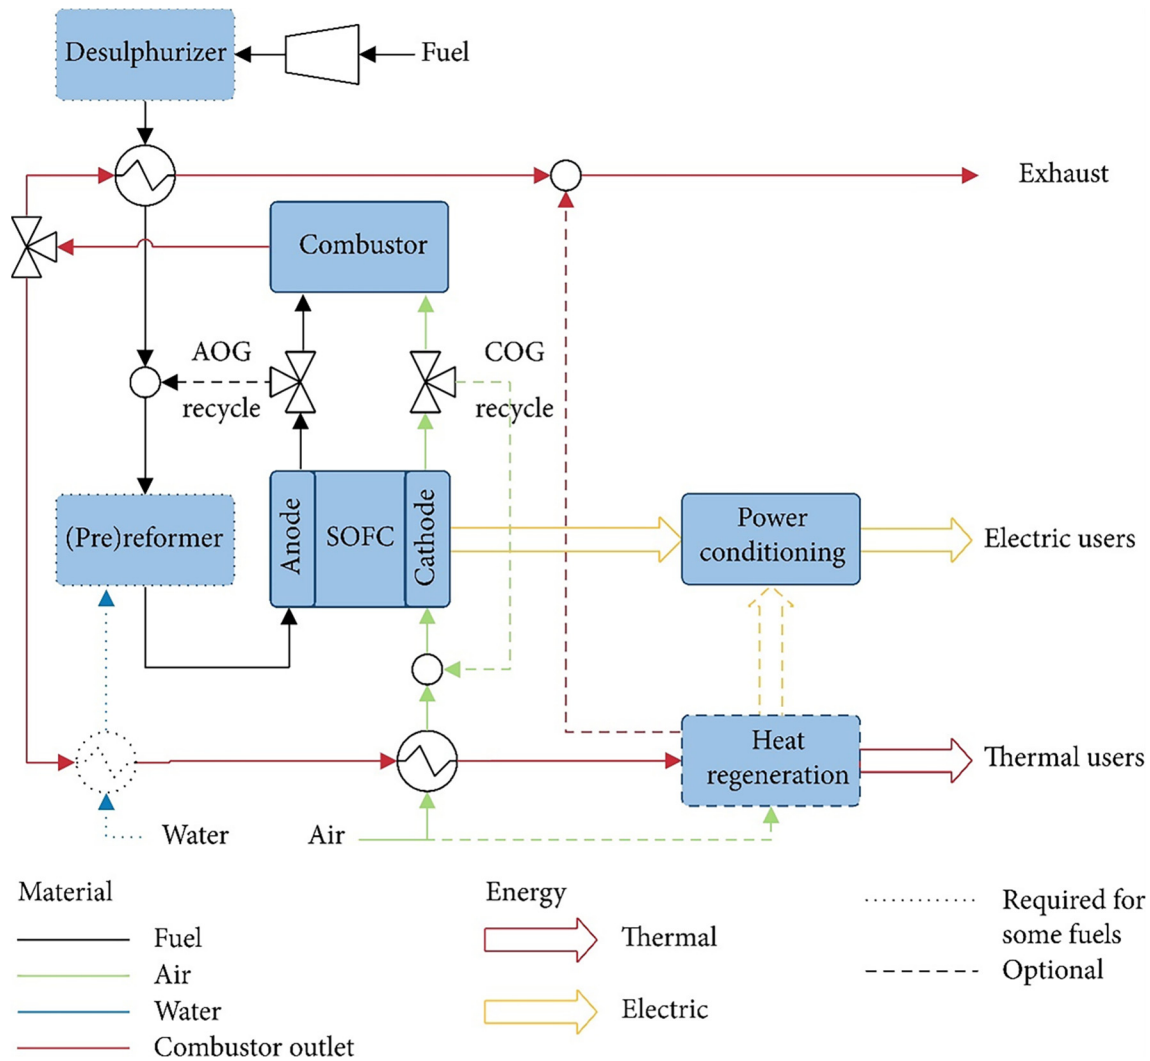 Desulphurizer
Fuel
Exhaust
Combustor
AOG
recycle
COG
recycle
(Pre)reformer
Anode
SOFC
Cathode
Power
conditioning
Electric users
Heat
regeneration
Thermal users
Water
Air
Material
Fuel
Air
Water
Combustor outlet
Energy
Thermal
Electric
Required for
some fuels
Optional